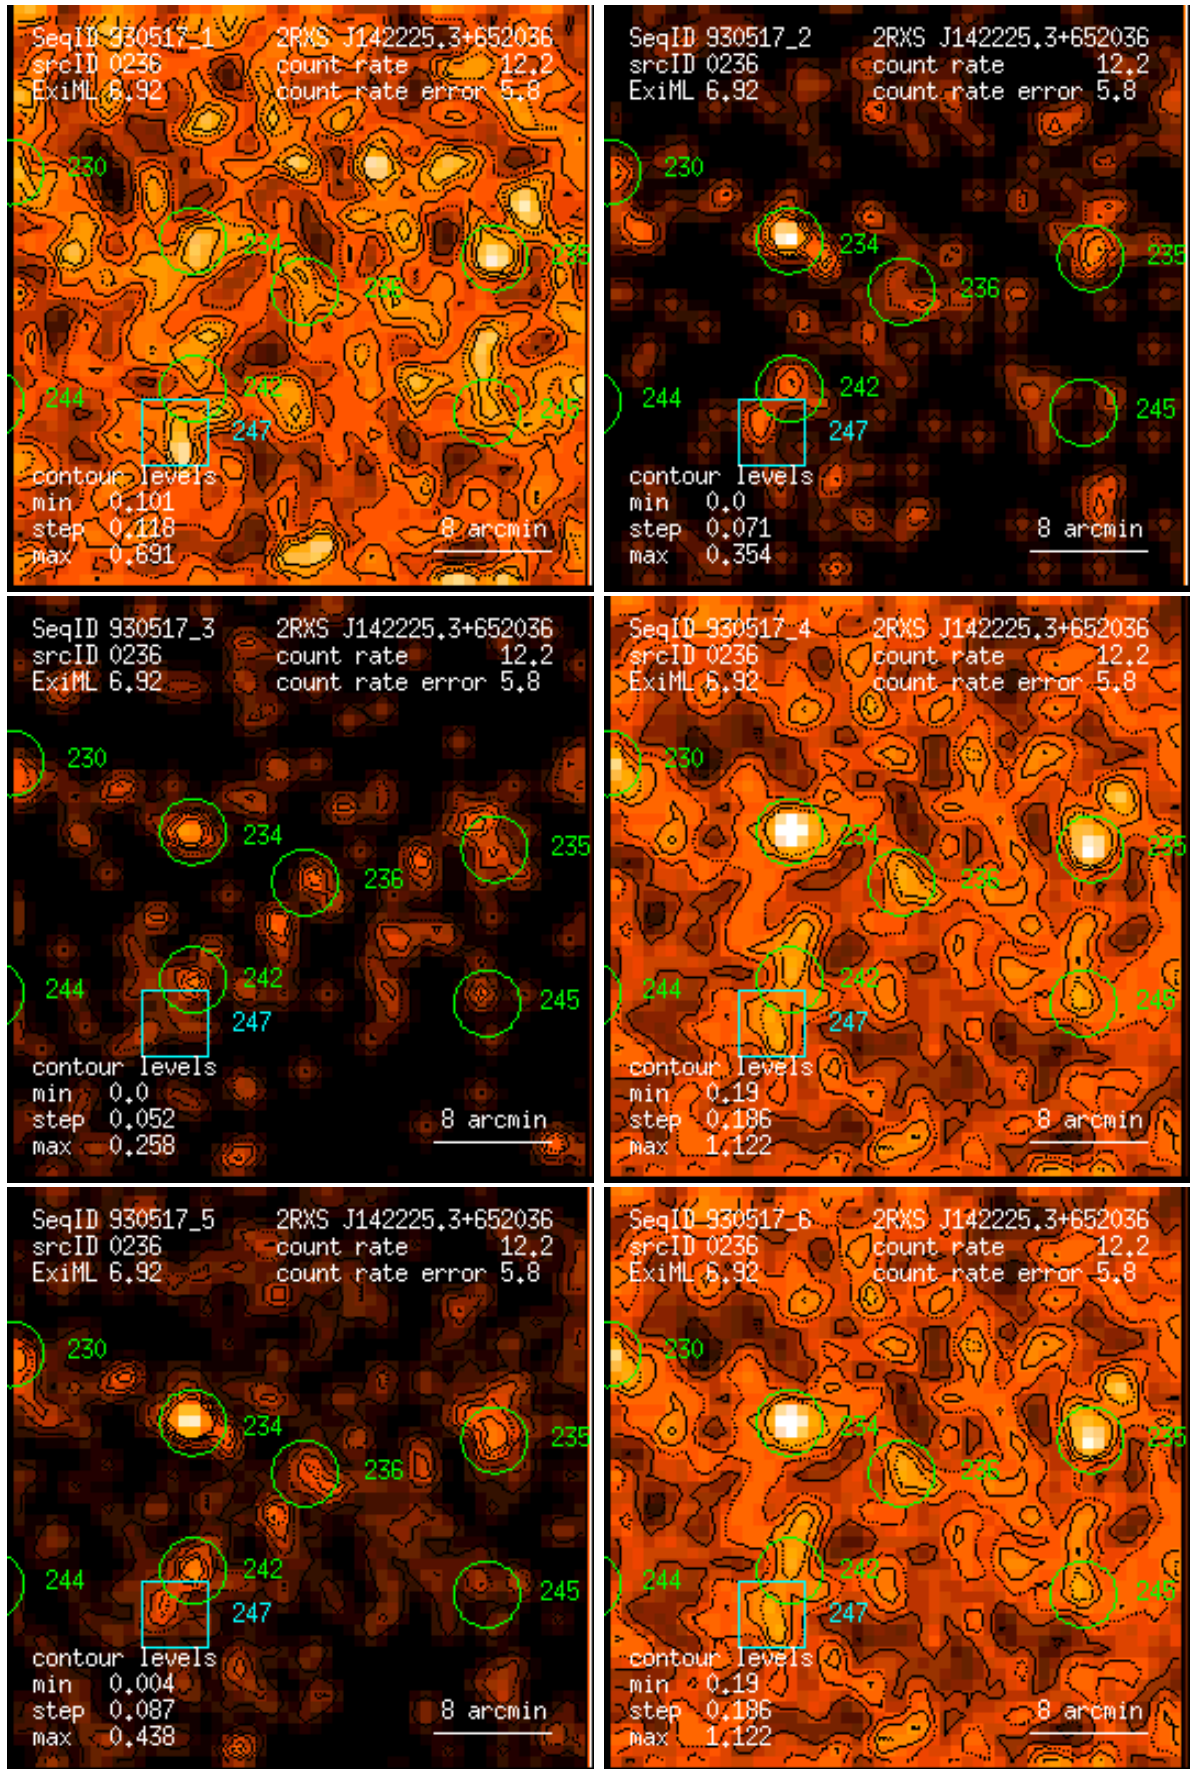 SeqID 930517_1 2RXS J142225.3+652036
srcID 0236 count rate 12.2
ExiML 6.92 count rate error 5.8
230
234
235
236
242
244
245
247
contour levels
min 0.101
step 0.118
max 0.691
8 arcmin
SeqID 930517_2 2RXS J142225.3+652036
srcID 0236 count rate 12.2
ExiML 6.92 count rate error 5.8
230
234
235
236
242
244
245
247
contour levels
min 0.0
step 0.071
max 0.354
8 arcmin
SeqID 930517_3 2RXS J142225.3+652036
srcID 0236 count rate 12.2
ExiML 6.92 count rate error 5.8
230
234
235
236
242
244
245
247
contour levels
min 0.0
step 0.052
max 0.258
8 arcmin
SeqID 930517_4 2RXS J142225.3+652036
srcID 0236 count rate 12.2
ExiML 6.92 count rate error 5.8
230
234
235
236
242
244
245
247
contour levels
min 0.19
step 0.186
max 1.122
8 arcmin
SeqID 930517_5 2RXS J142225.3+652036
srcID 0236 count rate 12.2
ExiML 6.92 count rate error 5.8
230
234
235
236
242
244
245
247
contour levels
min 0.004
step 0.087
max 0.438
8 arcmin
SeqID 930517_6 2RXS J142225.3+652036
srcID 0236 count rate 12.2
ExiML 6.92 count rate error 5.8
230
234
235
236
242
244
245
247
contour levels
min 0.19
step 0.186
max 1.122
8 arcmin